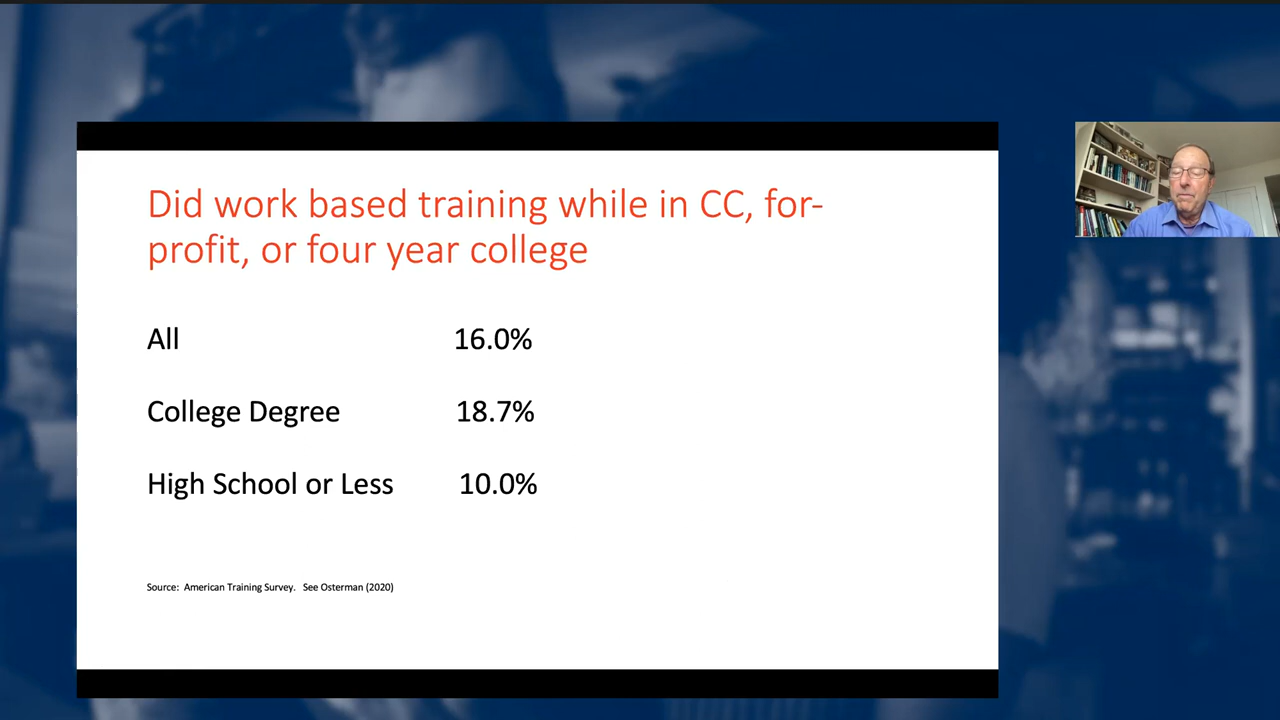 Did work based training while in CC, for-
profit, or four year college
All 16.0%
College Degree 18.7%
High School or Less 10.0%
Source: American Training Survey. See Osterman (2020)